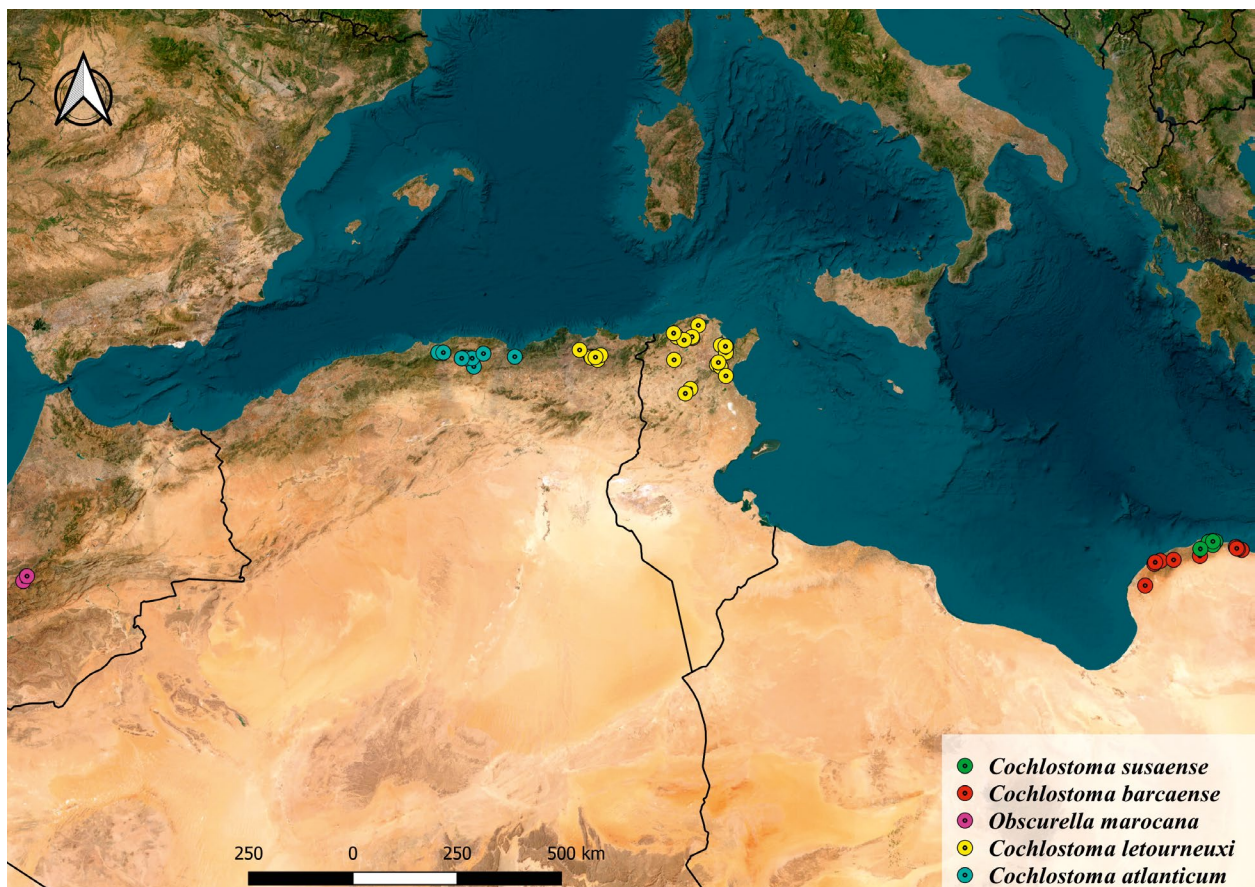 Cochlostoma susaense
Cochlostoma barcaense
Obscurella marocana
Cochlostoma letourneuxi
Cochlostoma atlanticum
250 0 250 500 km